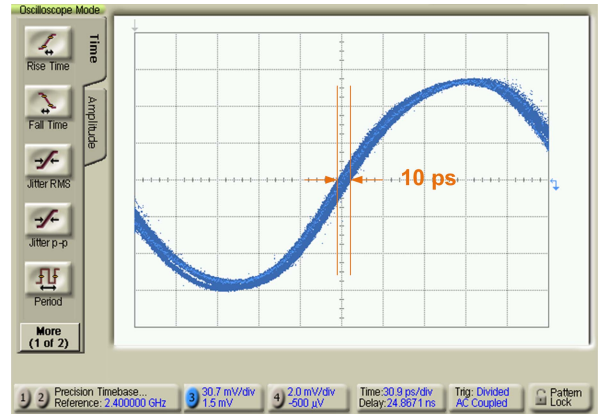 Oscilloscope Mode
Time
Amplitude
Rise Time
Fall Time
Jitter RMS
Jitter p-p
Period
More
(1 of 2)
10 ps
1 2 Precision Timebase...
Reference: 2.400000 GHz
3 30.7 mV/div
1.5 mV
4 2.0 mV/div
-500 µV
Time:30.9 ps/div
Delay:24.8671 ns
Trig: Divided
AC Coupled
Pattern
Lock